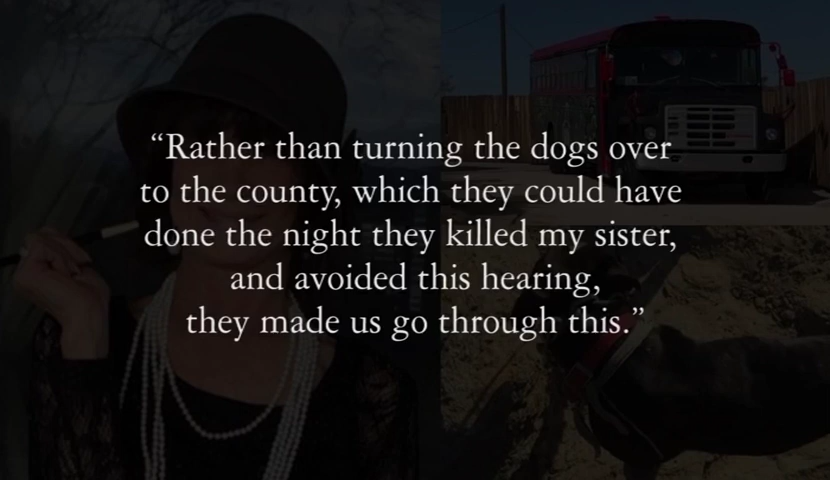 “Rather than turning the dogs over
to the county, which they could have
done the night they killed my sister,
and avoided this hearing,
they made us go through this.”